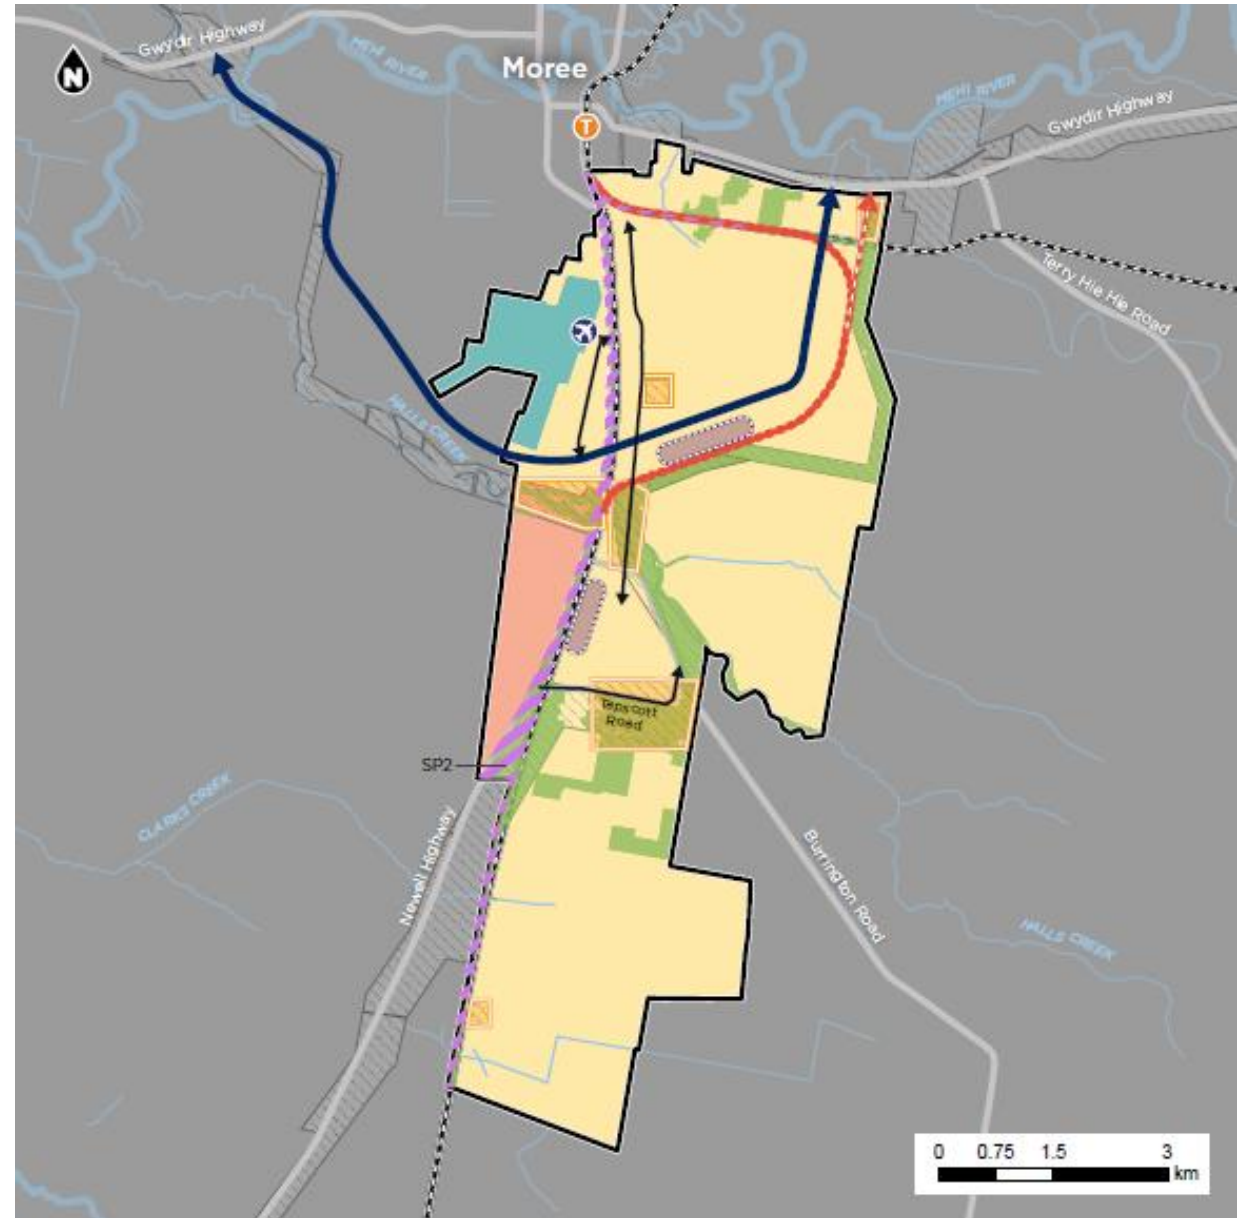 Gwydir Highway
MEHI RIVER
N
Moree
T
MEHI RIVER
Gwydir Highway
Terry Hie Hie Road
HALLS CREEK
Tapscott
Road
SP2
CLARKS CREEK
Newell Highway
Burrington Road
HALLS CREEK
0 0.75 1.5 3
km